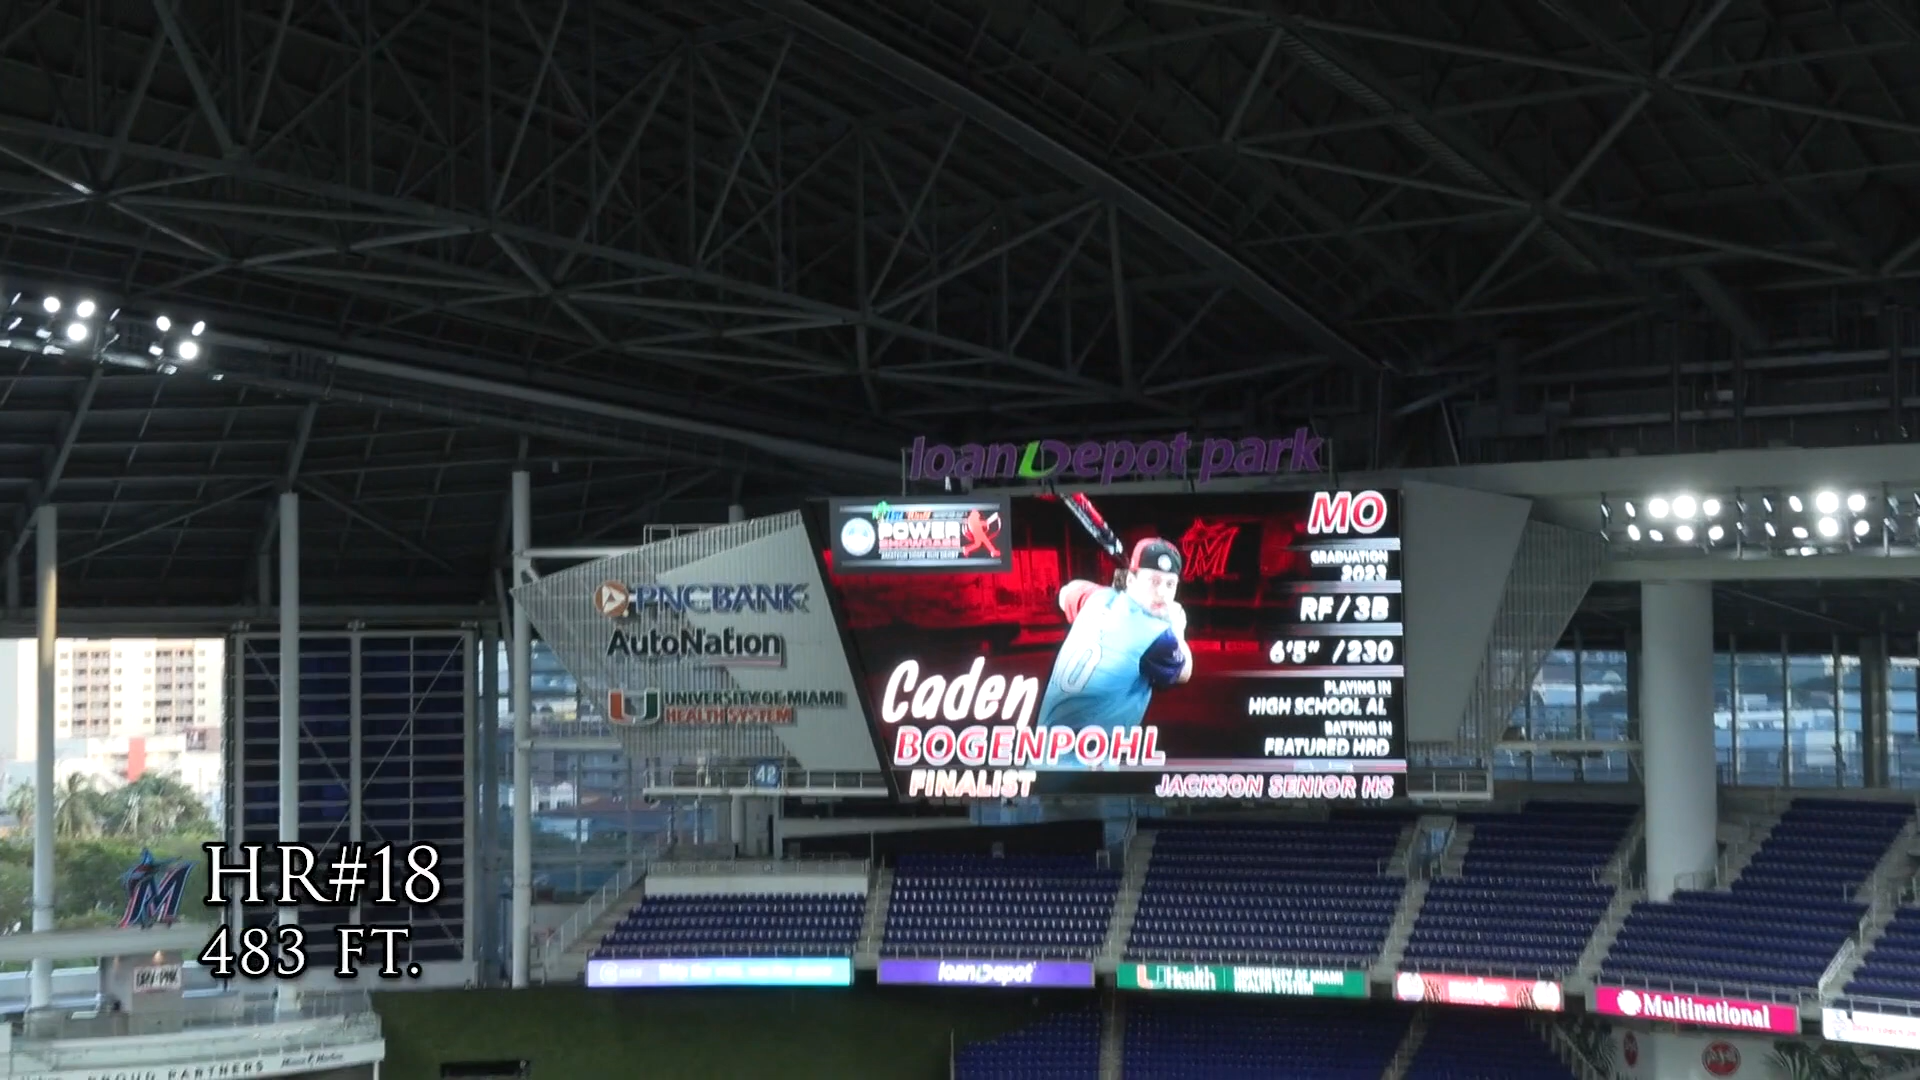 loanDepot park
POWER
SHOWCASE
MO
GRADUATION
2023
RF / 3B
6'5" /230
PLAYING IN
HIGH SCHOOL AL
BATTING IN
FEATURED HRD
Caden
BOGENPOHL
FINALIST
JACKSON SENIOR HS
PNC BANK
AutoNation
UNIVERSITY OF MIAMI
HEALTH SYSTEM
42
HR#18
483 FT.
loanDepot
UHealth
UNIVERSITY OF MIAMI
HEALTH SYSTEM
Multinational
PROUD PARTNERS